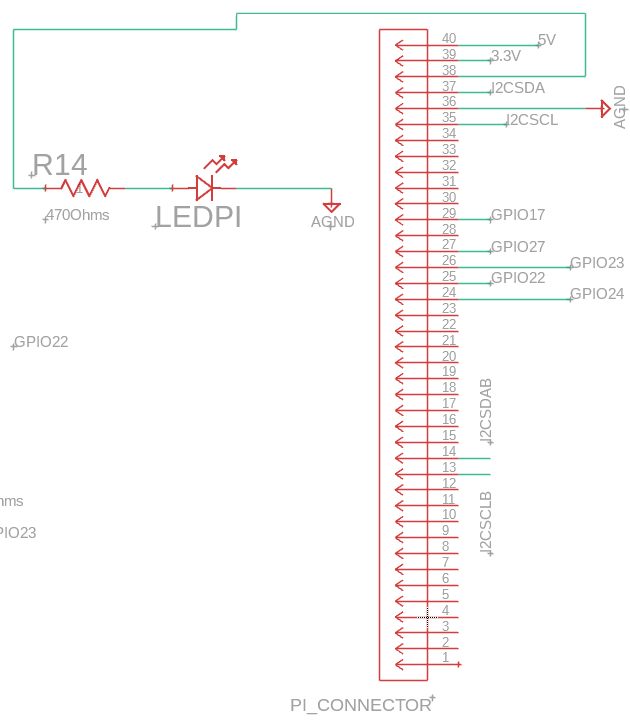 40
5V
39
3.3V
38
37
I2CSDA
36
AGND
35
I2CSCL
34
33
R14
32
31
1
30
470Ohms
LEDPI
AGND
29
GPIO17
28
27
GPIO27
26
GPIO23
25
GPIO22
24
GPIO24
23
22
GPIO22
21
20
19
18
I2CSDAB
17
16
15
14
13
12
11
I2CSCLB
10
9
8
7
6
5
4
3
2
1
hms
PIO23
PI_CONNECTOR